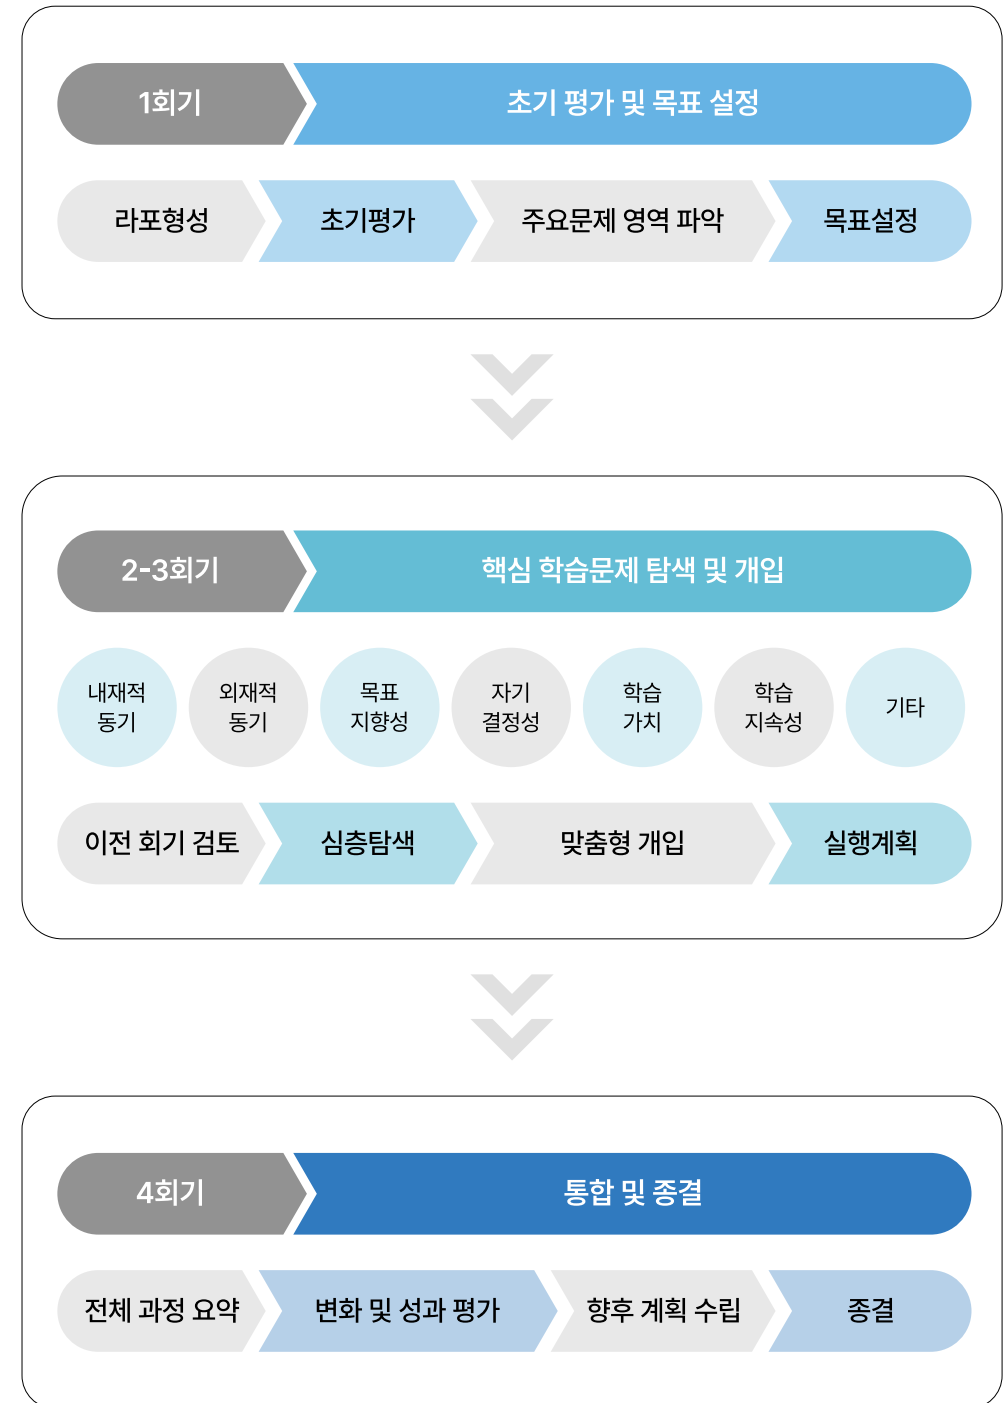 1회기
초기 평가 및 목표 설정
라포형성
초기평가
주요문제 영역 파악
목표설정
2-3회기
핵심 학습문제 탐색 및 개입
내재적
동기
외재적
동기
목표
지향성
자기
결정성
학습
가치
학습
지속성
기타
이전 회기 검토
심층탐색
맞춤형 개입
실행계획
4회기
통합 및 종결
전체 과정 요약
변화 및 성과 평가
향후 계획 수립
종결